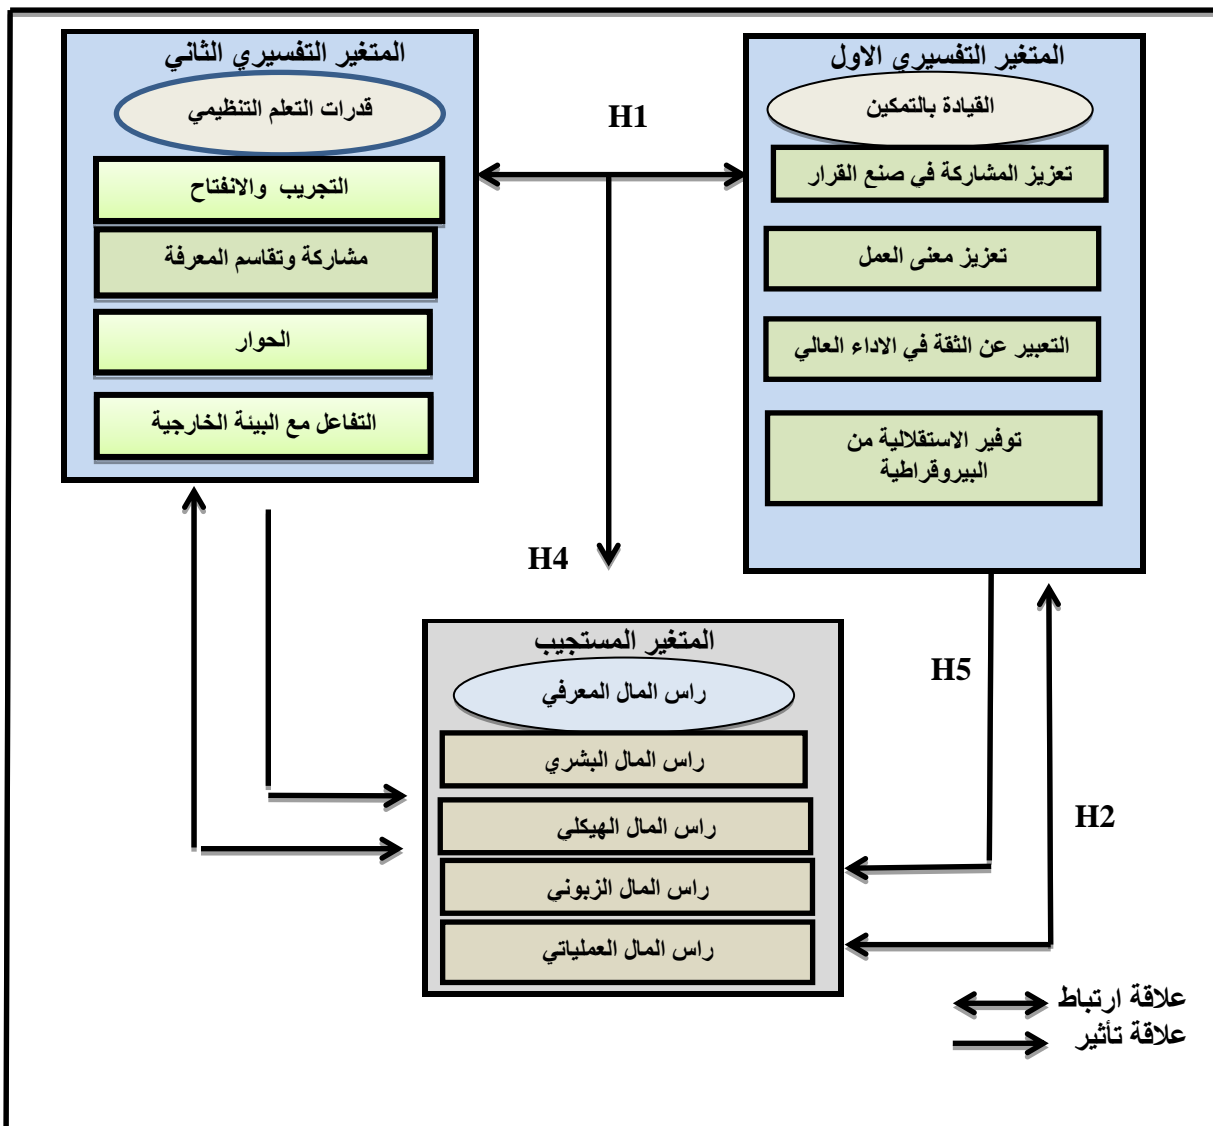 المتغير التفسيري الاول
القيادة بالتمكين
تعزيز المشاركة في صنع القرار
تعزيز معنى العمل
التعبير عن الثقة في الاداء العالي
توفير الاستقلالية من
البيروقراطية
H1
المتغير التفسيري الثاني
قدرات التعلم التنظيمي
التجريب والانفتاح
مشاركة وتقاسم المعرفة
الحوار
التفاعل مع البيئة الخارجية
H4
المتغير المستجيب
راس المال المعرفي
راس المال البشري
راس المال الهيكلي
راس المال الزبوني
راس المال العملياتي
H5
H2
علاقة ارتباط
علاقة تأثير